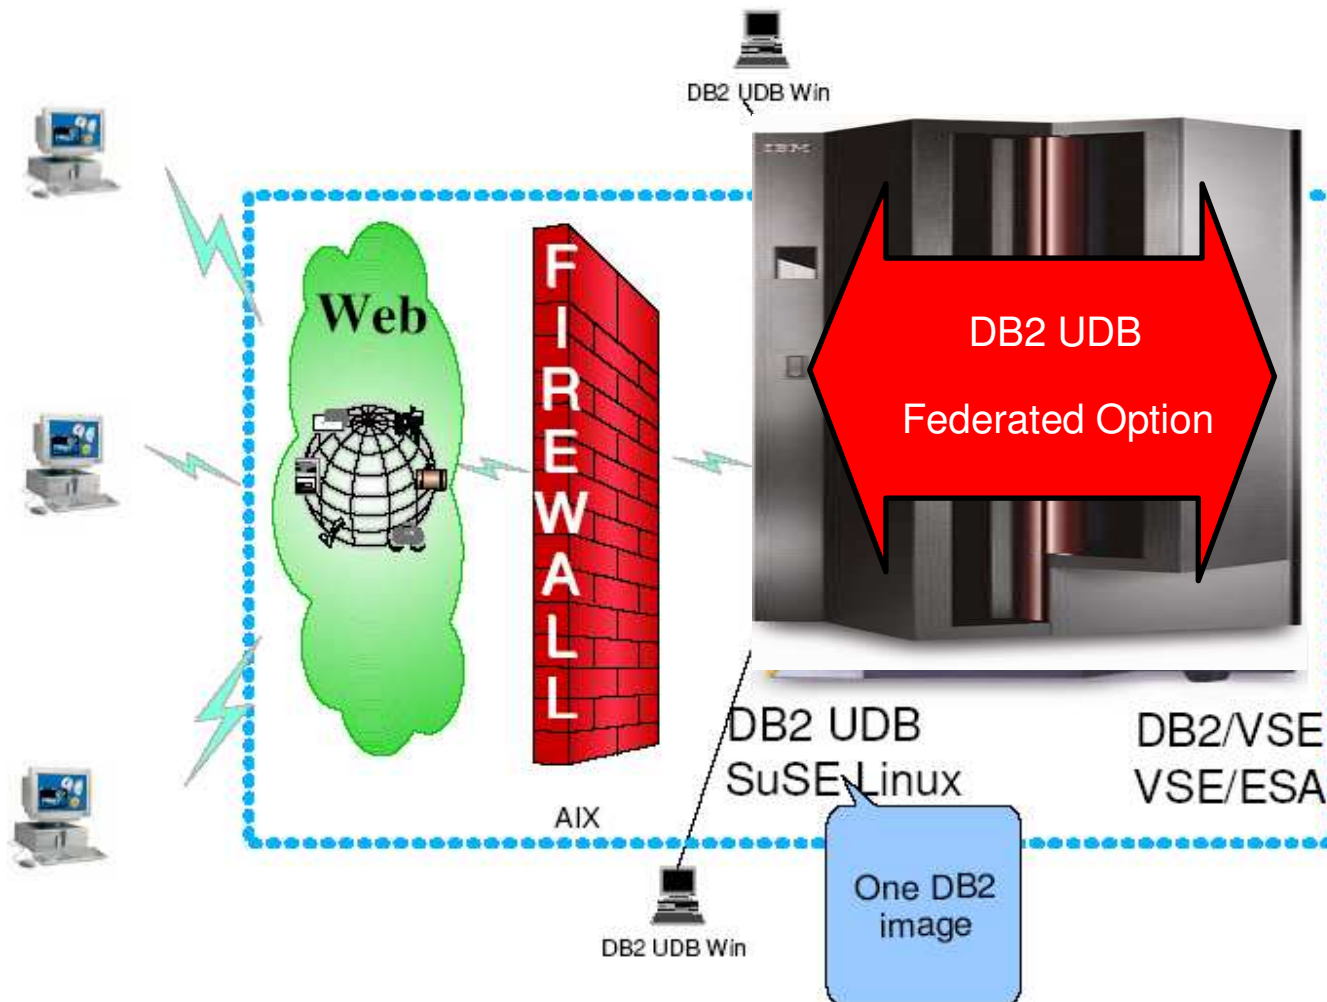 DB2 UDB Win
IBM
Web
FIREWALL
DB2 UDB
Federated Option
DB2 UDB
SuSE Linux
DB2/VSE
VSE/ESA
AIX
One DB2
image
DB2 UDB Win